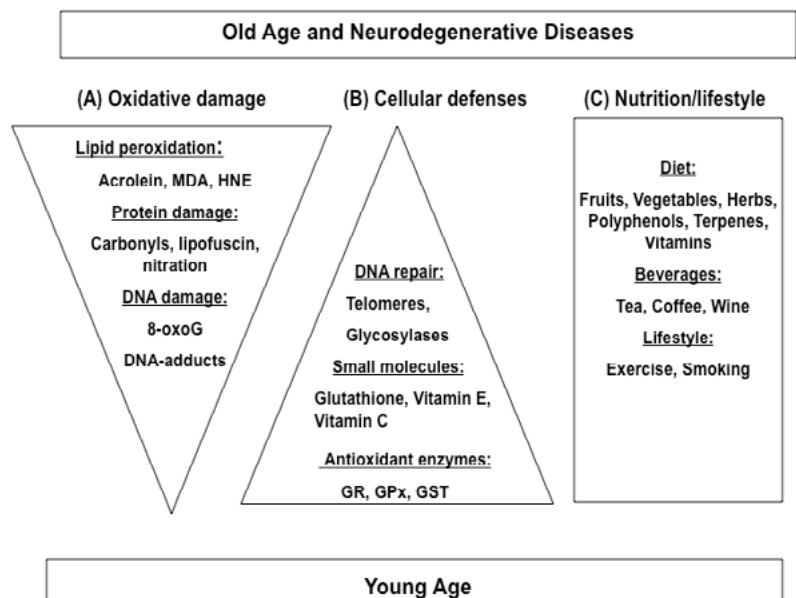 Old Age and Neurodegenerative Diseases
(A) Oxidative damage
Lipid peroxidation:
Acrolein, MDA, HNE
Protein damage:
Carbonyls, lipofuscin,
nitration
DNA damage:
8-oxoG
DNA-adducts
(B) Cellular defenses
DNA repair:
Telomeres,
Glycosylases
Small molecules:
Glutathione, Vitamin E,
Vitamin C
Antioxidant enzymes:
GR, GPx, GST
(C) Nutrition/lifestyle
Diet:
Fruits, Vegetables, Herbs,
Polyphenols, Terpenes,
Vitamins
Beverages:
Tea, Coffee, Wine
Lifestyle:
Exercise, Smoking
Young Age